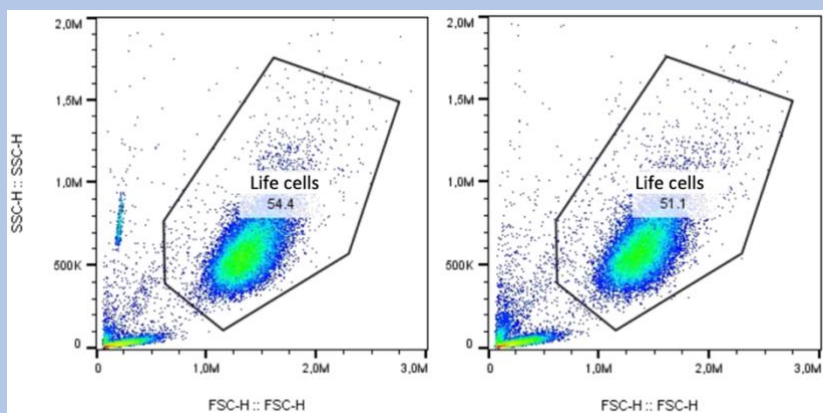 2,0M
1,5M
1,0M
500K
0
SSC-H :: SSC-H
Life cells
54.4
0
1,0M
2,0M
3,0M
FSC-H :: FSC-H
2,0M
1,5M
1,0M
500K
0
Life cells
51.1
0
1,0M
2,0M
3,0M
FSC-H :: FSC-H